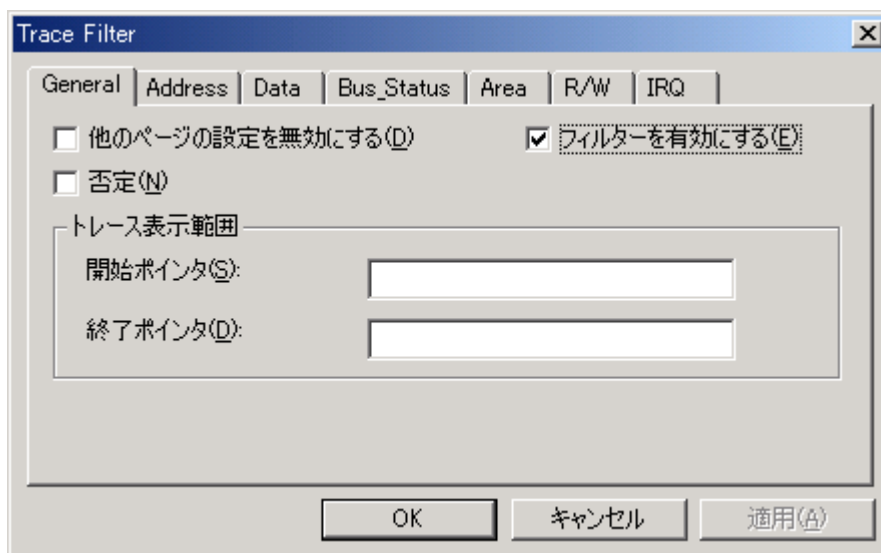 Trace Filter
General Address Data Bus_Status Area R/W IRQ
他のページの設定を無効にする(D) フィルターを有効にする(E)
否定(N)
トレース表示範囲
開始ポインタ(S):
終了ポインタ(D):
OK キャンセル 適用(A)